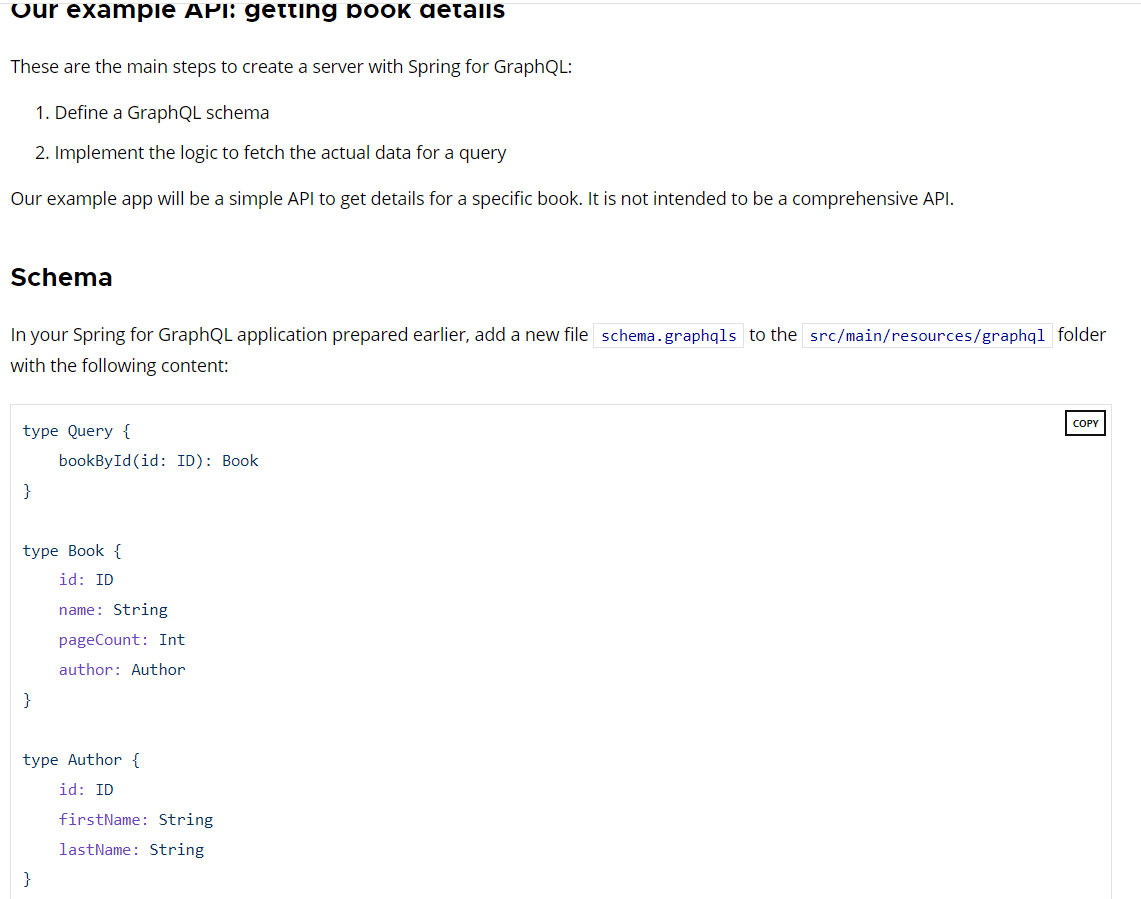 Our example API: getting book details
These are the main steps to create a server with Spring for GraphQL:
1. Define a GraphQL schema
2. Implement the logic to fetch the actual data for a query
Our example app will be a simple API to get details for a specific book. It is not intended to be a comprehensive API.
Schema
In your Spring for GraphQL application prepared earlier, add a new file schema.graphqls to the src/main/resources/graphql folder
with the following content:
COPY
type Query {
    bookById(id: ID): Book
}
type Book {
    id: ID
    name: String
    pageCount: Int
    author: Author
}
type Author {
    id: ID
    firstName: String
    lastName: String
}